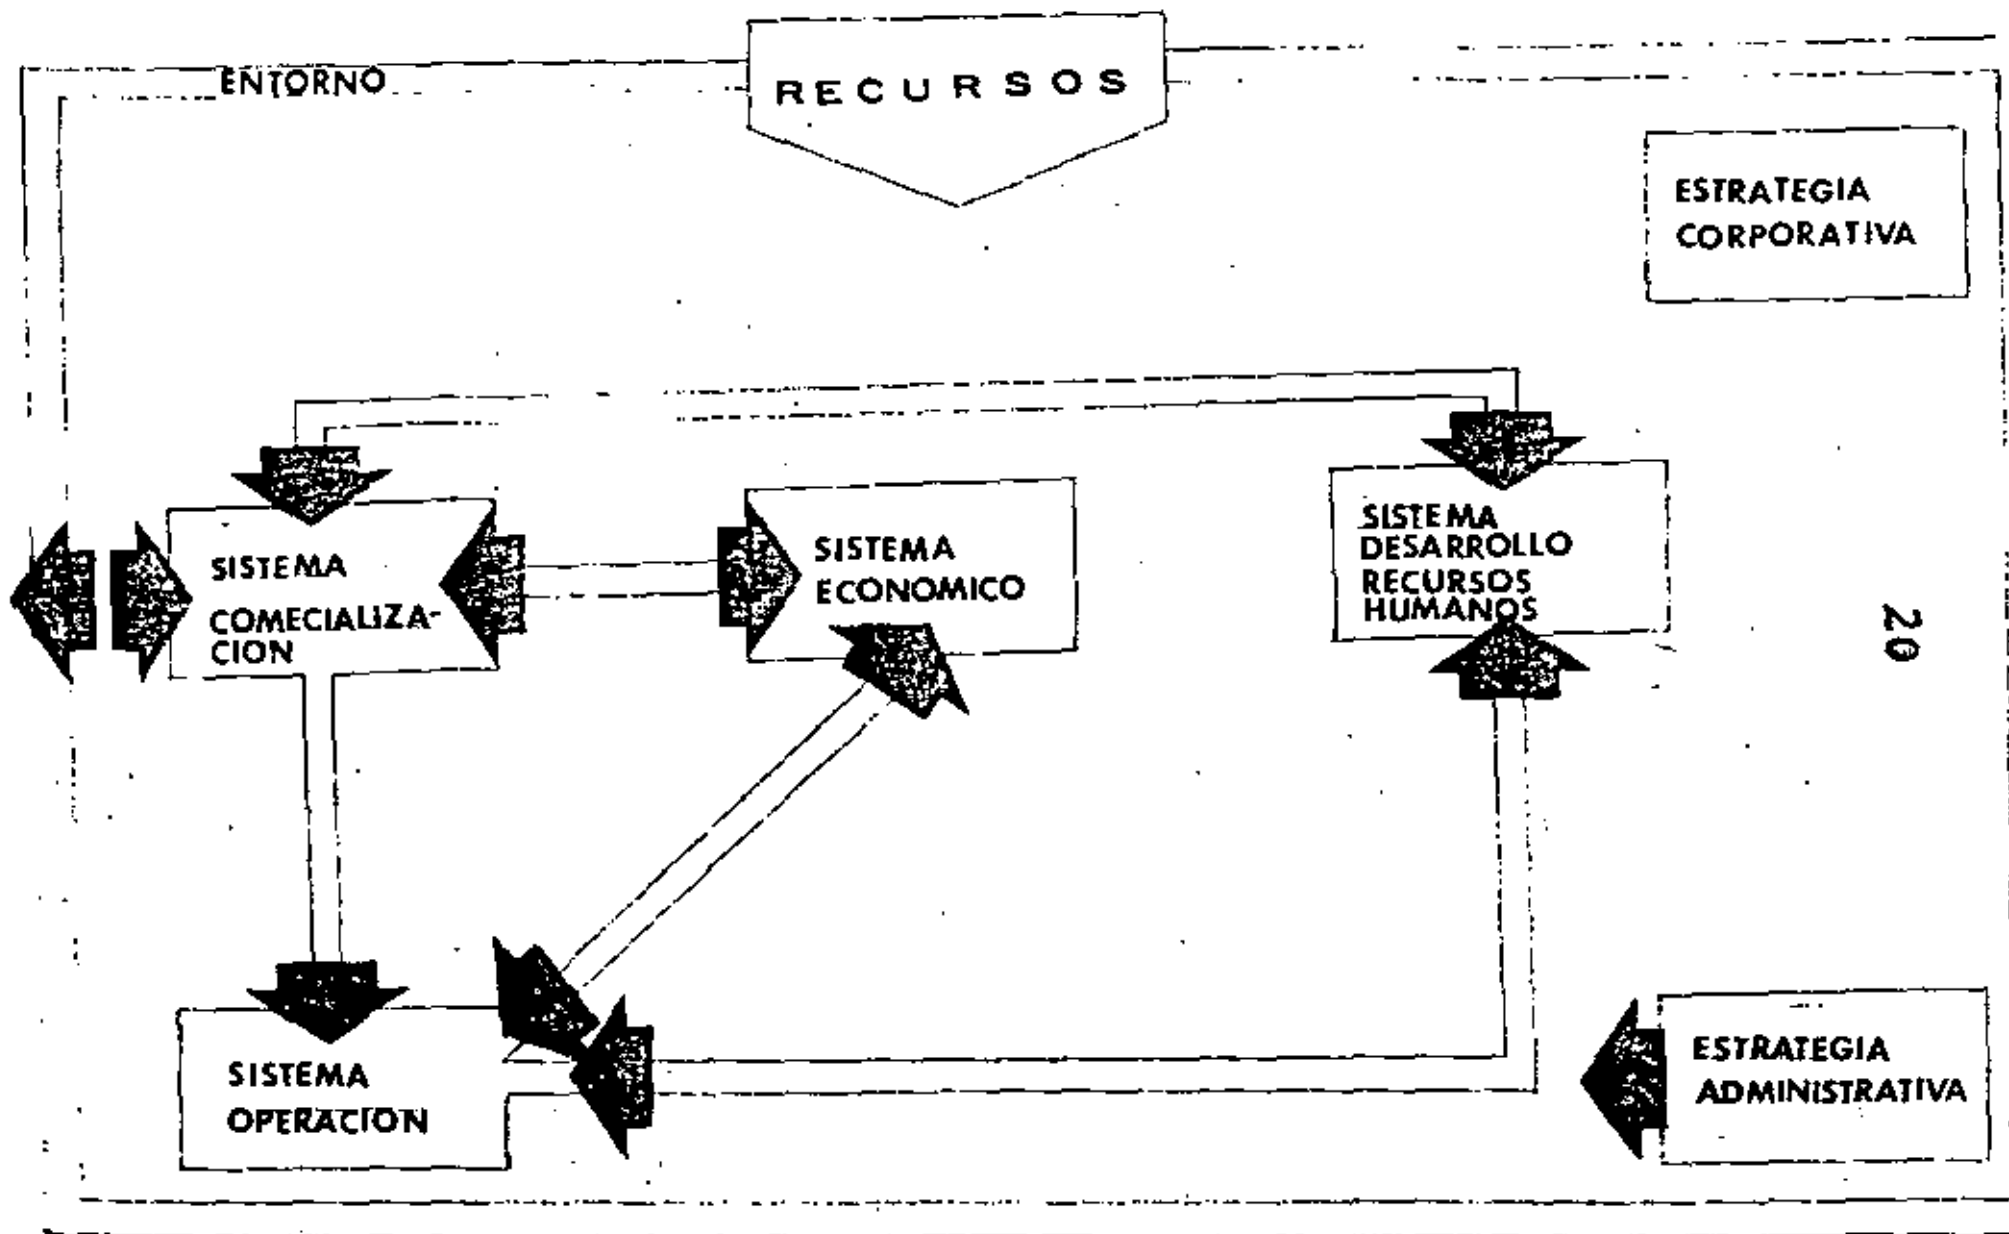 ENTORNO
RECURSOS
ESTRATEGIA
CORPORATIVA
SISTEMA
COMECIALIZA-
CION
SISTEMA
ECONOMICO
SISTEMA
DESARROLLO
RECURSOS
HUMANOS
20
SISTEMA
OPERACION
ESTRATEGIA
ADMINISTRATIVA